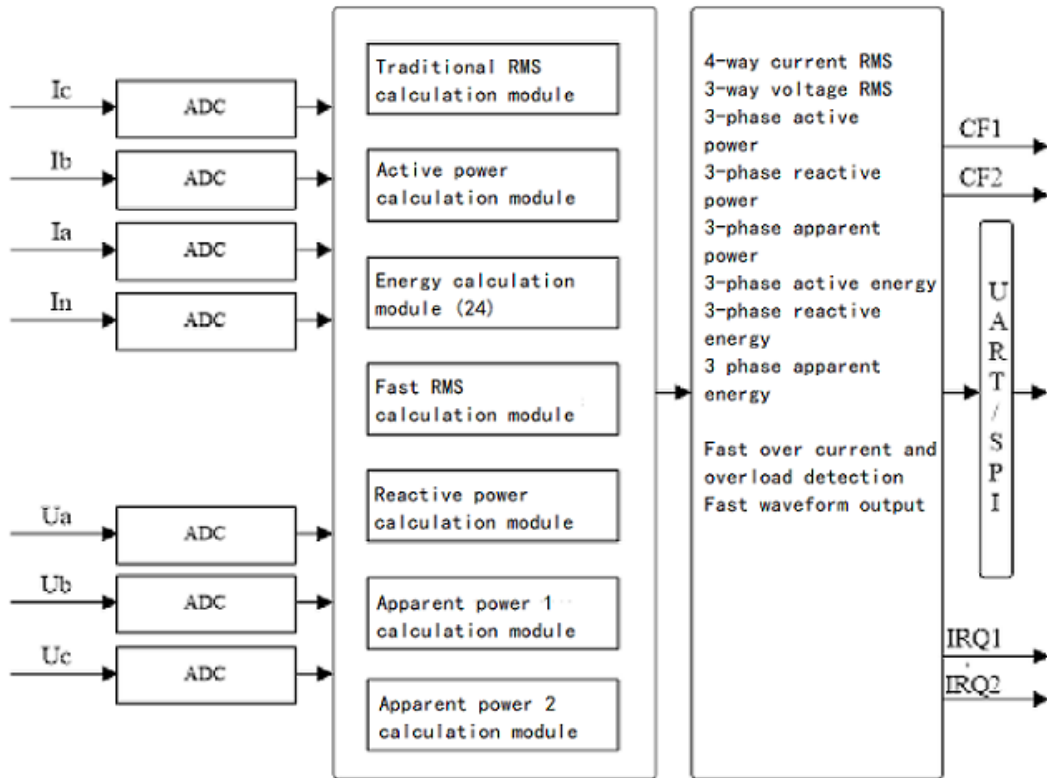 Ic
ADC
Ib
ADC
Ia
ADC
In
ADC
Ua
ADC
Ub
ADC
Uc
ADC
Traditional RMS
calculation module
Active power
calculation module
Energy calculation
module (24)
Fast RMS
calculation module
Reactive power
calculation module
Apparent power 1
calculation module
Apparent power 2
calculation module
4-way current RMS
3-way voltage RMS
3-phase active
power
3-phase reactive
power
3-phase apparent
power
3-phase active energy
3-phase reactive
energy
3 phase apparent
energy
Fast over current and
overload detection
Fast waveform output
CF1
CF2
UART/SPI
IRQ1
IRQ2